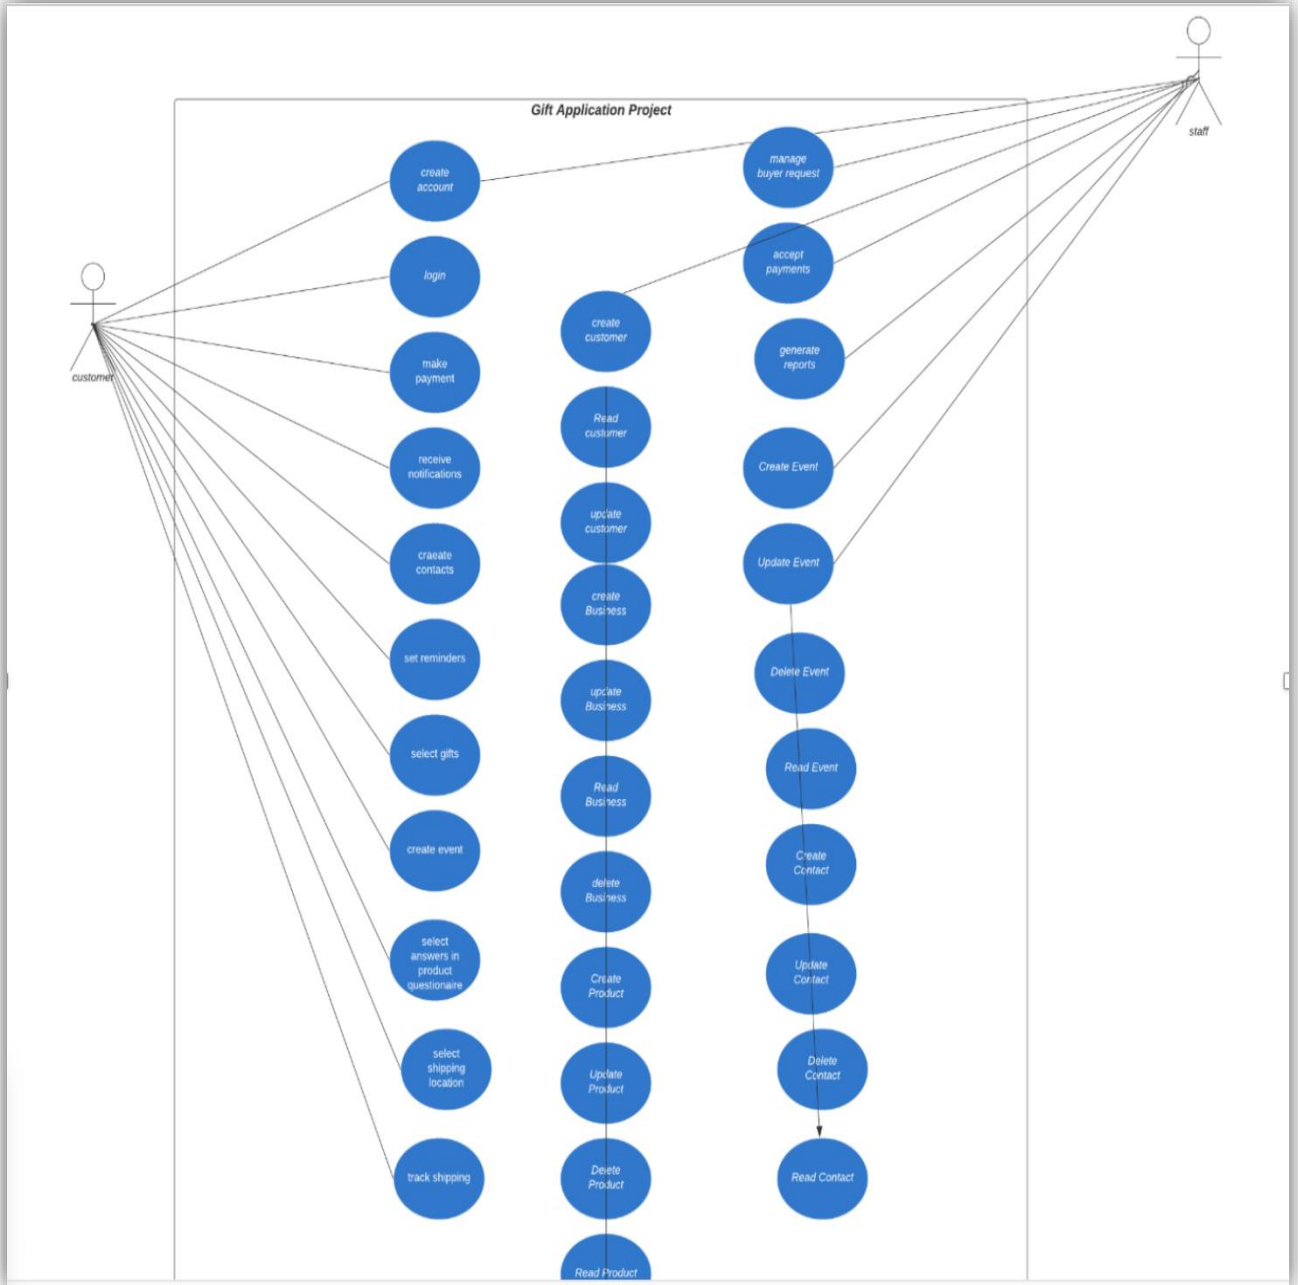 staff
Gift Application Project
create
account
manage
buyer request
login
accept
payments
customer
create
customer
make
payment
generate
reports
Read
customer
receive
notifications
Create Event
update
customer
craeate
contacts
Update Event
create
Business
set reminders
Delete Event
update
Business
select gifts
Read Event
Read
Business
create event
Create
Contact
delete
Business
select
answers in
product
questionaire
Update
Contact
Create
Product
select
shipping
location
Delete
Contact
Update
Product
track shipping
Delete
Product
Read Contact
Read Product